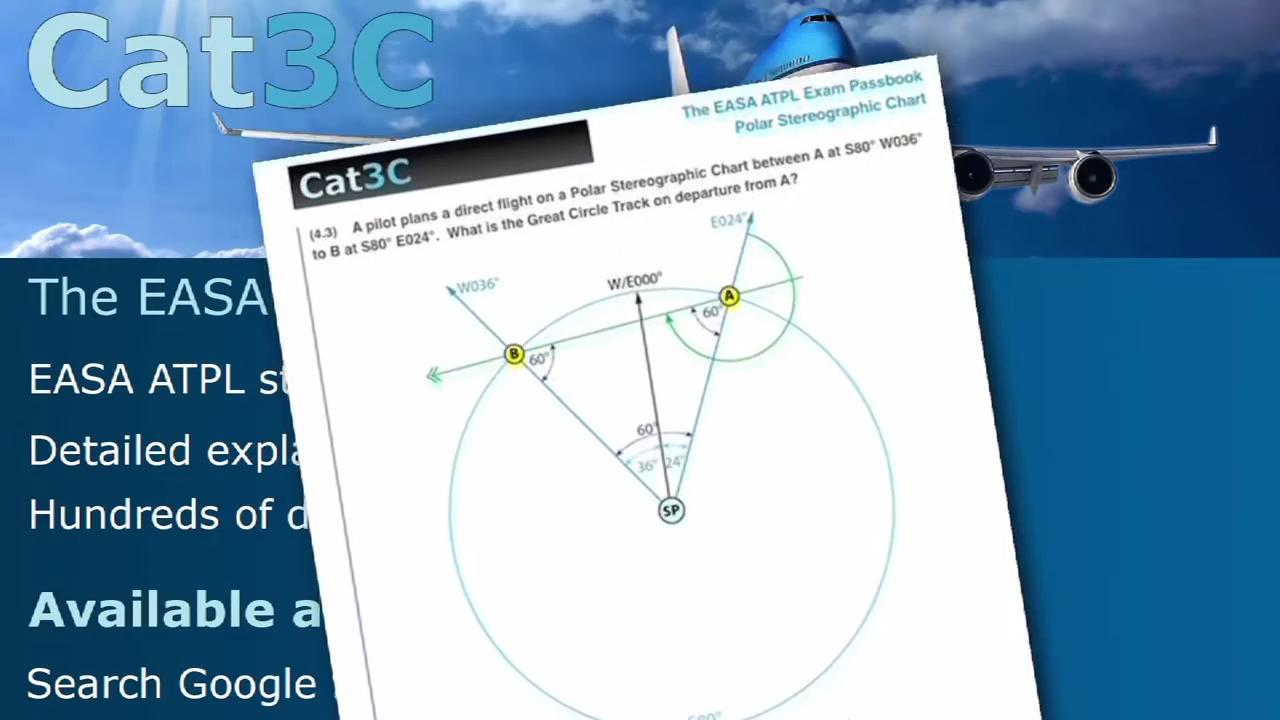 Cat3C
The EASA ATPL Exam Passbook
Polar Stereographic Chart
Cat3C
(4.3) A pilot plans a direct flight on a Polar Stereographic Chart between A at S80° W036°
to B at S80° E024°. What is the Great Circle Track on departure from A?
E024°
W036°
W/E000°
A
60°
B
60°
60°
36° 24°
SP
S80°
The EASA
EASA ATPL
Detailed
Hundreds of
Available
Search Google